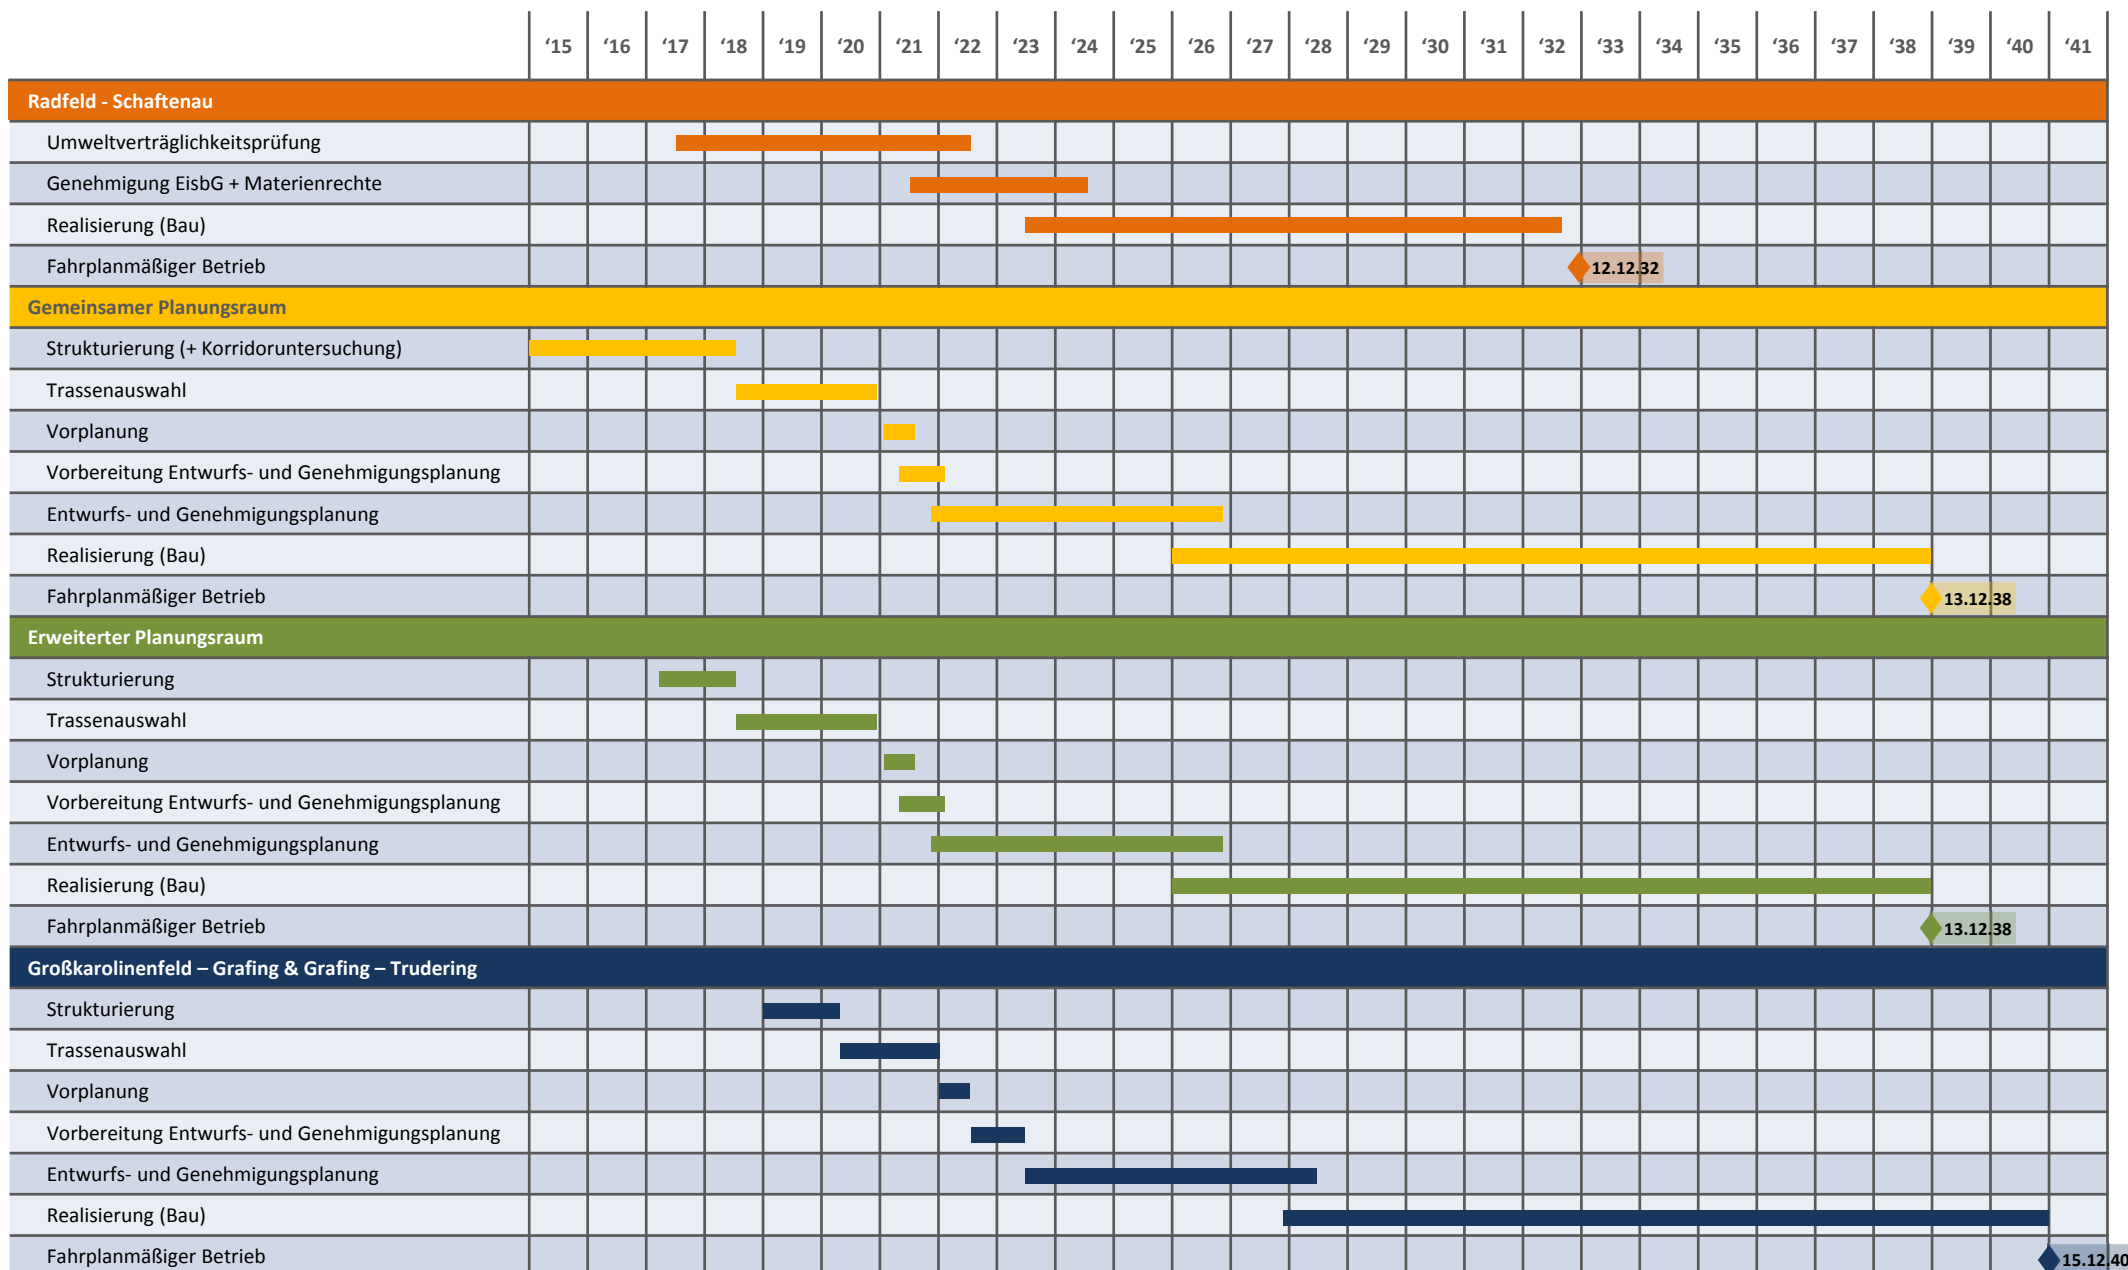 ‘15 ‘16 ‘17 ‘18 ‘19 ‘20 ‘21 ‘22 ‘23 ‘24 ‘25 ‘26 ‘27 ‘28 ‘29 ‘30 ‘31 ‘32 ‘33 ‘34 ‘35 ‘36 ‘37 ‘38 ‘39 ‘40 ‘41
Radfeld - Schaftenau
Umweltverträglichkeitsprüfung
Genehmigung EisbG + Materienrechte
Realisierung (Bau)
Fahrplanmäßiger Betrieb 12.12.32
Gemeinsamer Planungsraum
Strukturierung (+ Korridoruntersuchung)
Trassenauswahl
Vorplanung
Vorbereitung Entwurfs- und Genehmigungsplanung
Entwurfs- und Genehmigungsplanung
Realisierung (Bau)
Fahrplanmäßiger Betrieb 13.12.38
Erweiterter Planungsraum
Strukturierung
Trassenauswahl
Vorplanung
Vorbereitung Entwurfs- und Genehmigungsplanung
Entwurfs- und Genehmigungsplanung
Realisierung (Bau)
Fahrplanmäßiger Betrieb 13.12.38
Großkarolinenfeld – Grafing & Grafing – Trudering
Strukturierung
Trassenauswahl
Vorplanung
Vorbereitung Entwurfs- und Genehmigungsplanung
Entwurfs- und Genehmigungsplanung
Realisierung (Bau)
Fahrplanmäßiger Betrieb 15.12.40